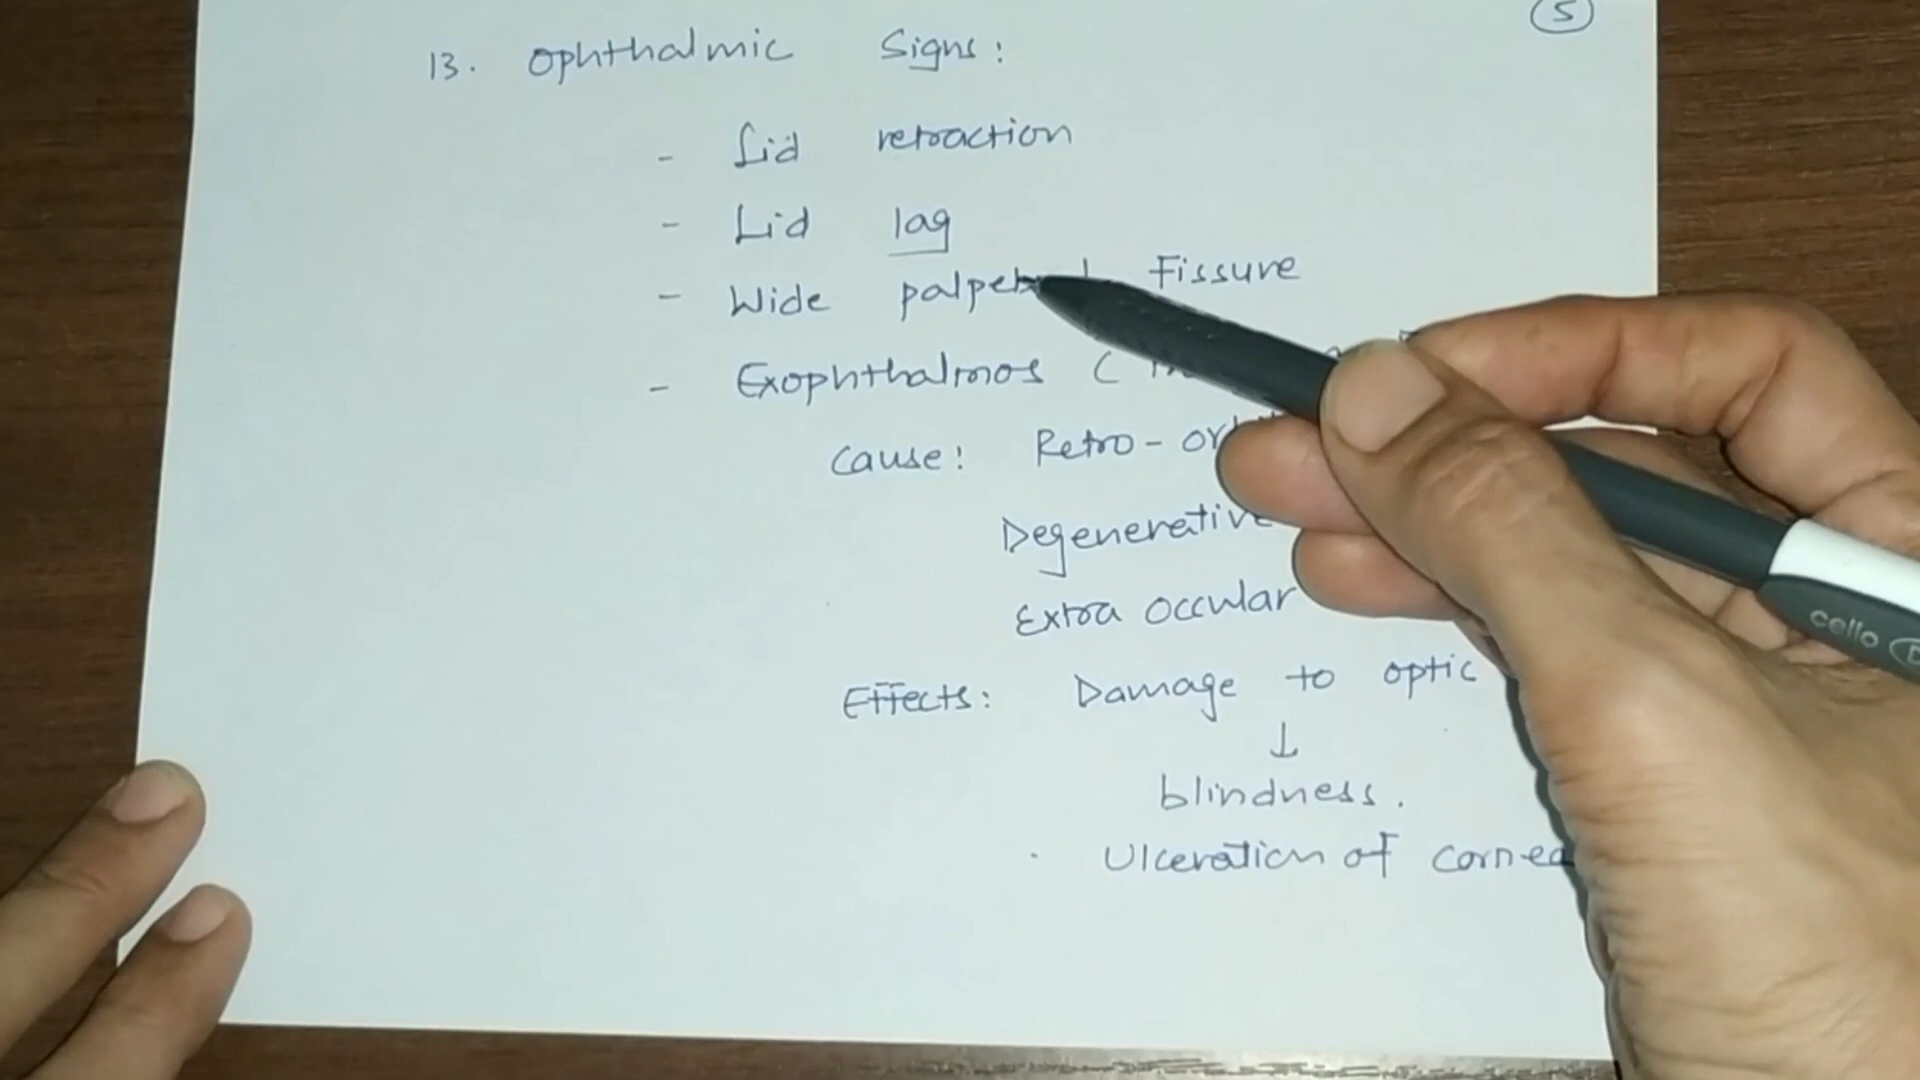 5
13. Ophthalmic Signs:
- Lid retraction
- Lid lag
- Wide Fissure
- Exophthalmos (
Cause: Retro-
Degenerative
Extra Occular
Effects: Damage to optic
↓
blindness.
. Ulceration of cornea
cello